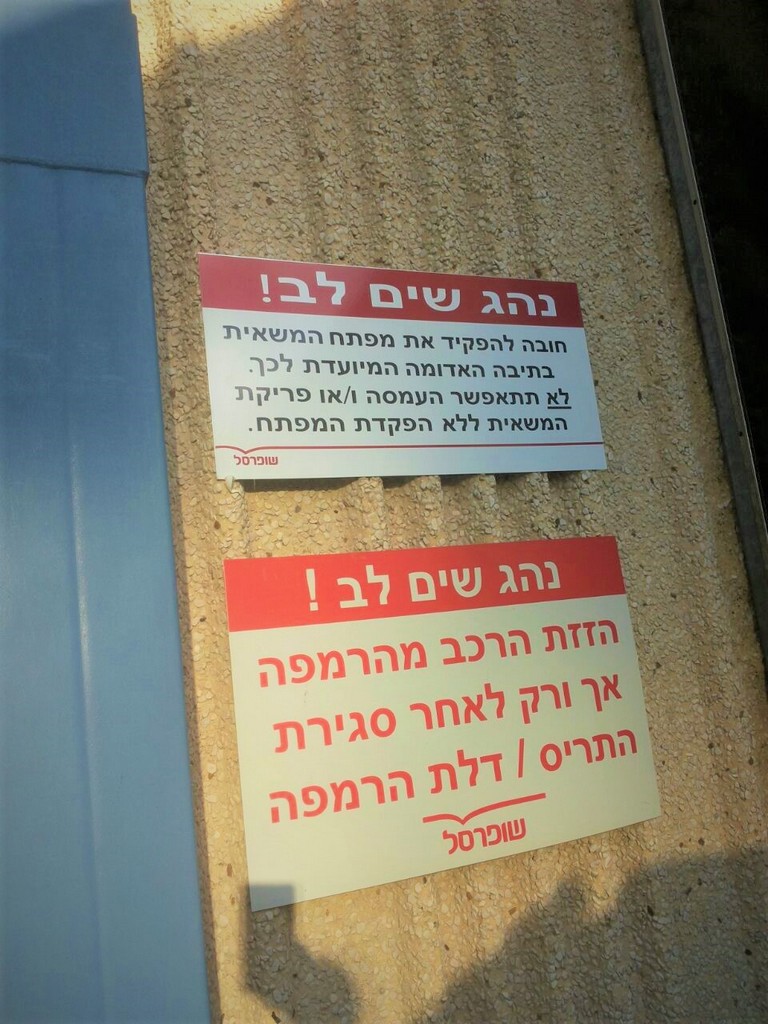 נהג שים לב!
חובה להפקיד את מפתח המשאית
בתיבה האדומה המיועדת לכך.
לא תתאפשר העמסה ו/או פריקת
המשאית ללא הפקדת המפתח.
שופרסל
נהג שים לב !
הזזת הרכב מהרמפה
אך ורק לאחר סגירת
התריס / דלת הרמפה
שופרסל